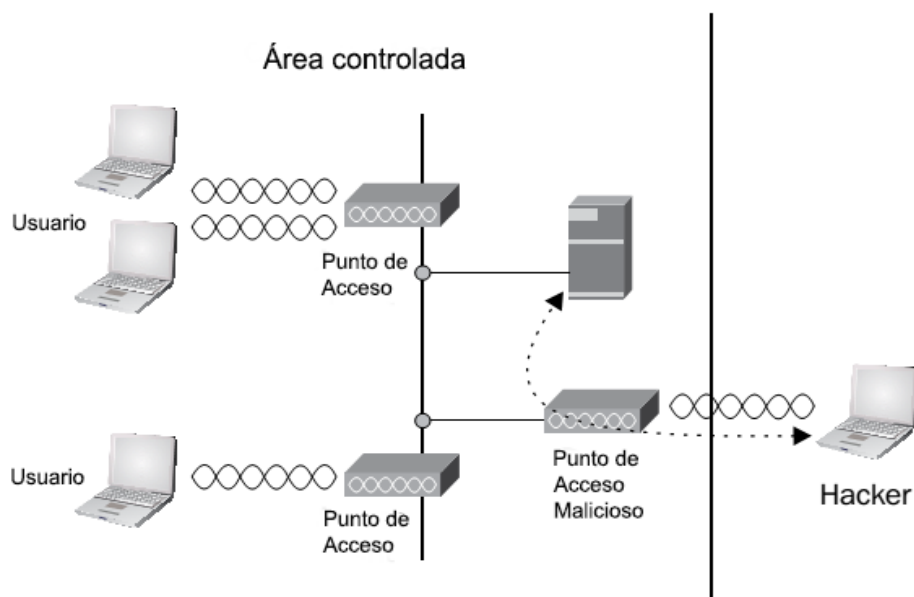 Área controlada
Usuario
Punto de
Acceso
Usuario
Punto de
Acceso
Punto de
Acceso
Malicioso
Hacker